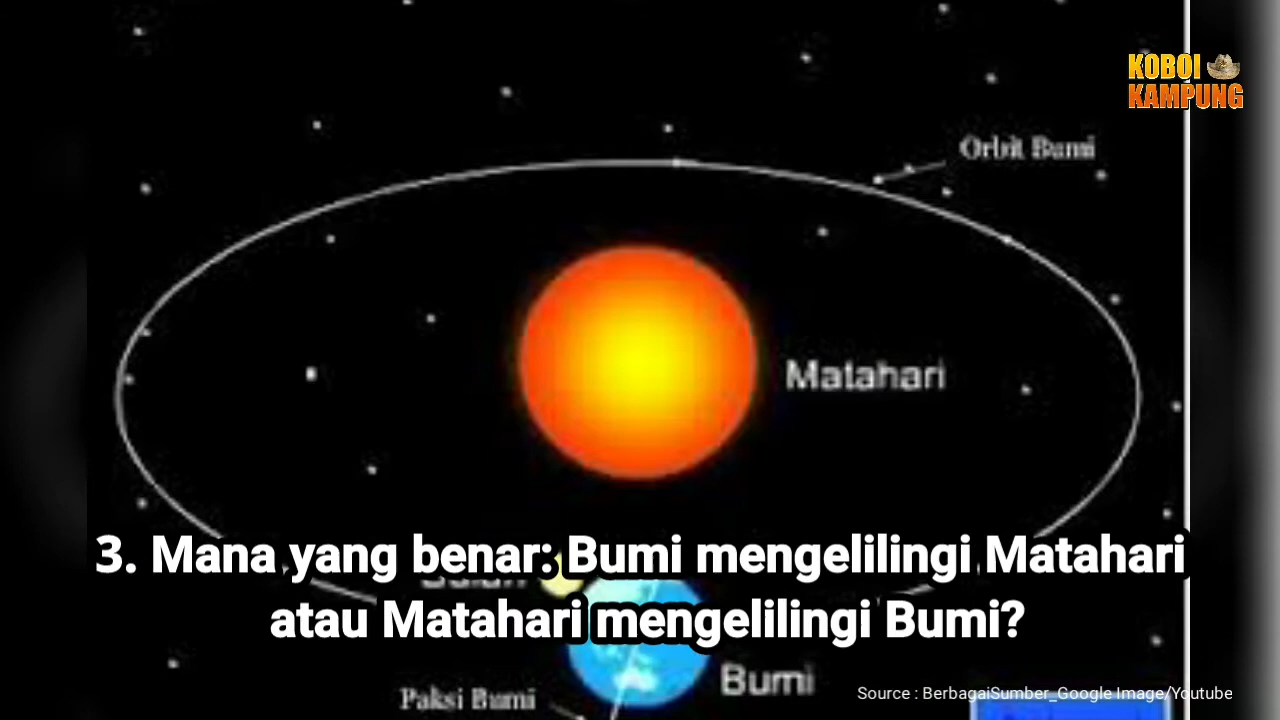 KOBOI
KAMPUNG
Orbit Bumi
Matahari
3. Mana yang benar: Bumi mengelilingi Matahari
atau Matahari mengelilingi Bumi?
Bumi
Paksi Bumi
Source : BerbagaiSumber_Google Image/Youtube